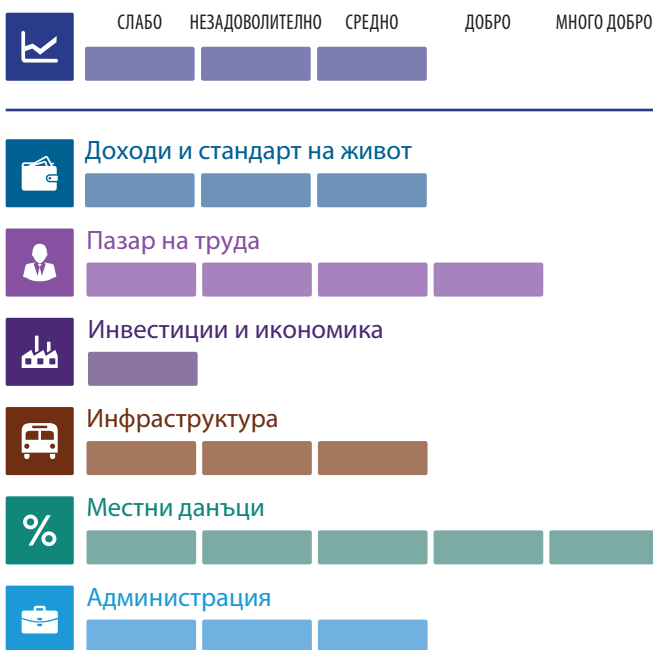 СЛАБО НЕЗАДОВОЛИТЕЛНО СРЕДНО ДОБРО МНОГО ДОБРО
Доходи и стандарт на живот
Пазар на труда
Инвестиции и икономика
Инфраструктура
Местни данъци
%
Администрация